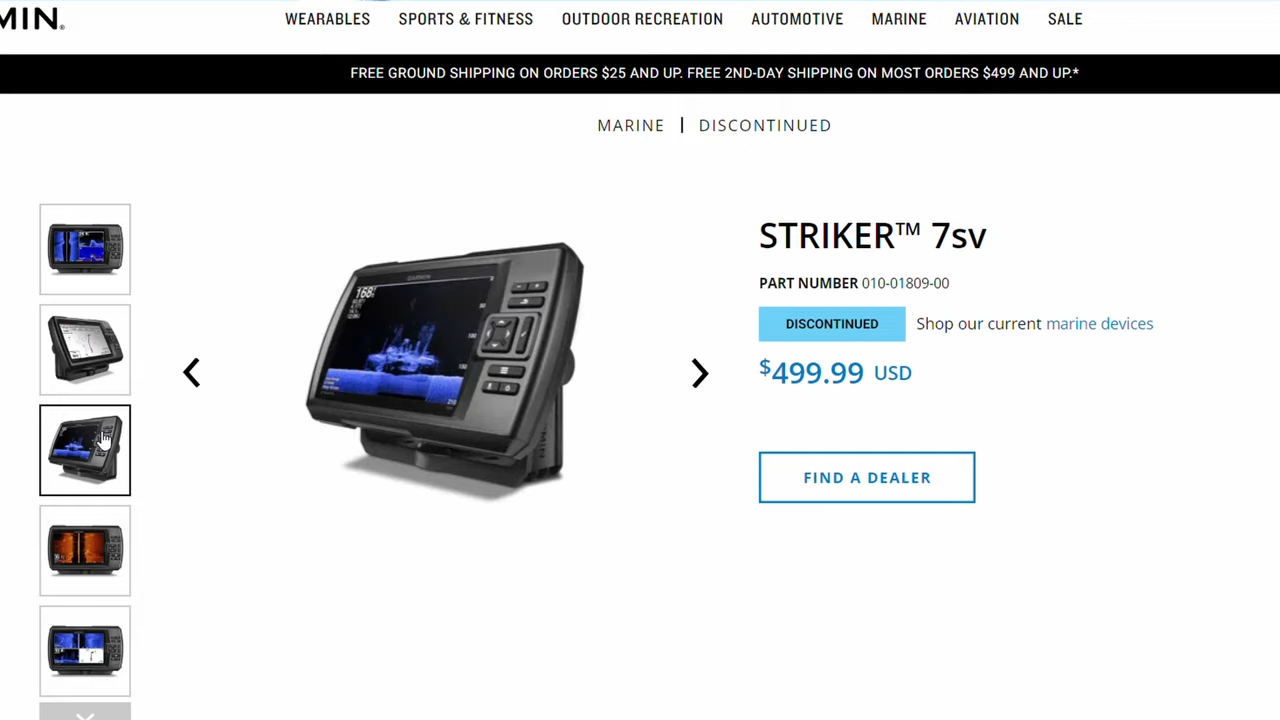 MIN.
WEARABLES SPORTS & FITNESS OUTDOOR RECREATION AUTOMOTIVE MARINE AVIATION SALE
FREE GROUND SHIPPING ON ORDERS $25 AND UP. FREE 2ND-DAY SHIPPING ON MOST ORDERS $499 AND UP.*
MARINE | DISCONTINUED
STRIKER™ 7sv
PART NUMBER 010-01809-00
DISCONTINUED Shop our current marine devices
$499.99 USD
FIND A DEALER
GARMIN
168